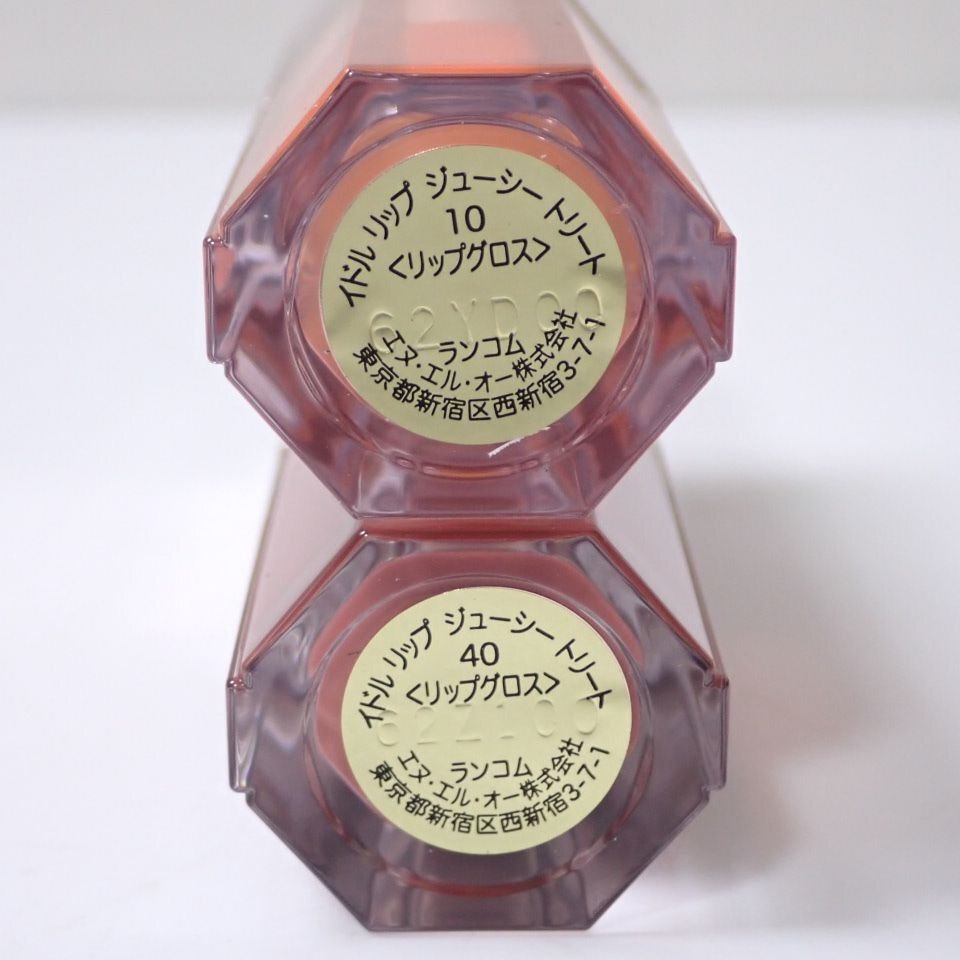 イドル リップ ジューシー トリート
10
<リップグロス>
62YD00
ランコム
エヌ・エル・オー株式会社
東京都新宿区西新宿3-7-1
イドル リップ ジューシー トリート
40
<リップグロス>
62Z100
ランコム
エヌ・エル・オー株式会社
東京都新宿区西新宿3-7-1